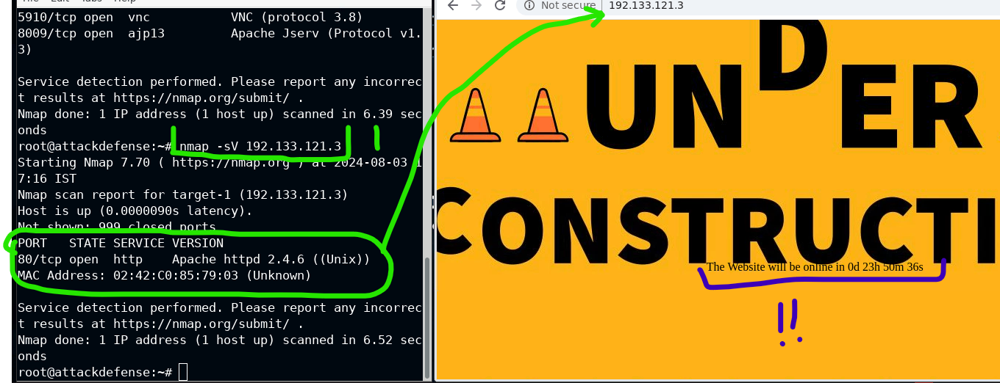 5910/tcp open  vnc            VNC (protocol 3.8)
8009/tcp open  ajp13          Apache Jserv (Protocol v1.
3)
Service detection performed. Please report any incorrec
t results at https://nmap.org/submit/ .
Nmap done: 1 IP address (1 host up) scanned in 6.39 sec
onds
root@attackdefense:~# nmap -sV 192.133.121.3
Starting Nmap 7.70 ( https://nmap.org ) at 2024-08-03 1
7:16 IST
Nmap scan report for target-1 (192.133.121.3)
Host is up (0.0000090s latency).
Not shown: 999 closed ports
PORT   STATE SERVICE VERSION
80/tcp open  http    Apache httpd 2.4.6 ((Unix))
MAC Address: 02:42:C0:85:79:03 (Unknown)
Service detection performed. Please report any incorrec
t results at https://nmap.org/submit/ .
Nmap done: 1 IP address (1 host up) scanned in 6.52 sec
onds
root@attackdefense:~#
Not secure 192.133.121.3
UNDER
CONSTRUCTI
The Website will be online in 0d 23h 50m 36s
!!